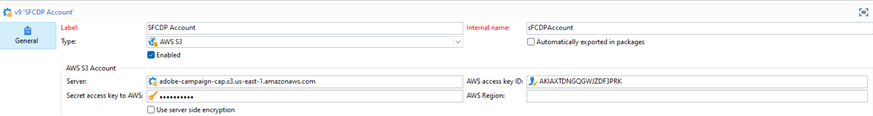 v9 'SFCDP Account'
General
Label: SFCDP Account Internal name: sFCDPAccount
Type: AWS S3 Automatically exported in packages
Enabled
AWS S3 Account
Server: adobe-campaign-cap.s3.us-east-1.amazonaws.com AWS access key ID: AKIAXTDNGQGWJZDF3PRK
Secret access key to AWS: •••••••••• AWS Region:
Use server side encryption